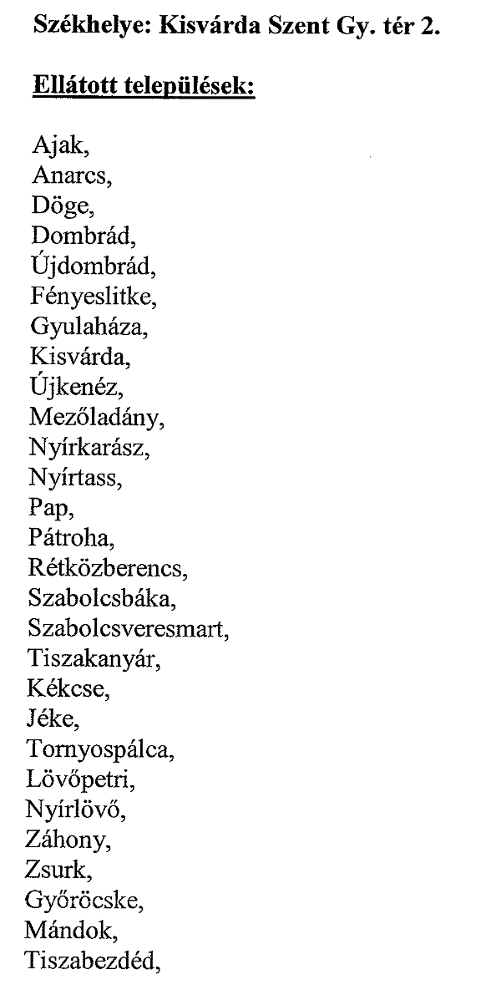 Székhelye: Kisvárda Szent Gy. tér 2.
Ellátott települések:
Ajak,
Anarcs,
Döge,
Dombrád,
Újdombrád,
Fényeslitke,
Gyulaháza,
Kisvárda,
Újkenéz,
Mezőladány,
Nyírkarász,
Nyírtass,
Pap,
Pátroha,
Rétközberencs,
Szabolcsbáka,
Szabolcsveresmart,
Tiszakanyár,
Kékcse,
Jéke,
Tornyospálca,
Lövőpetri,
Nyírlövő,
Záhony,
Zsurk,
Győröcske,
Mándok,
Tiszabezdéd,